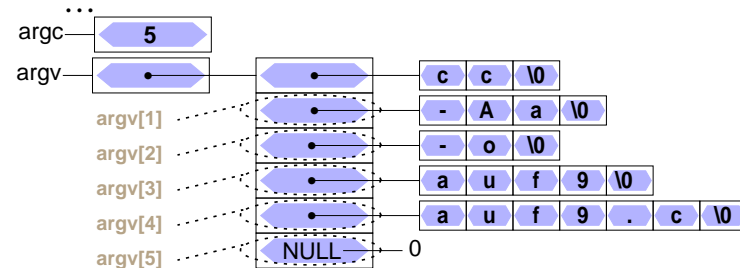 ...
argc 5
argv c c \0
argv[1] - A a \0
argv[2] - o \0
argv[3] a u f 9 \0
argv[4] a u f 9 . c \0
argv[5] NULL 0